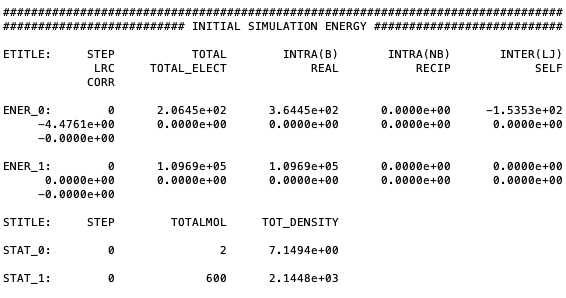 ################################################################################
########################## INITIAL SIMULATION ENERGY ###########################
ETITLE: STEP TOTAL INTRA(B) INTRA(NB) INTER(LJ)
LRC TOTAL_ELECT REAL RECIP SELF
CORR
ENER_0: 0 2.0645e+02 3.6445e+02 0.0000e+00 -1.5353e+02
-4.4761e+00 0.0000e+00 0.0000e+00 0.0000e+00 0.0000e+00
-0.0000e+00
ENER_1: 0 1.0969e+05 1.0969e+05 0.0000e+00 0.0000e+00
0.0000e+00 0.0000e+00 0.0000e+00 0.0000e+00 0.0000e+00
-0.0000e+00
STITLE: STEP TOTALMOL TOT_DENSITY
STAT_0: 0 2 7.1494e+00
STAT_1: 0 600 2.1448e+03